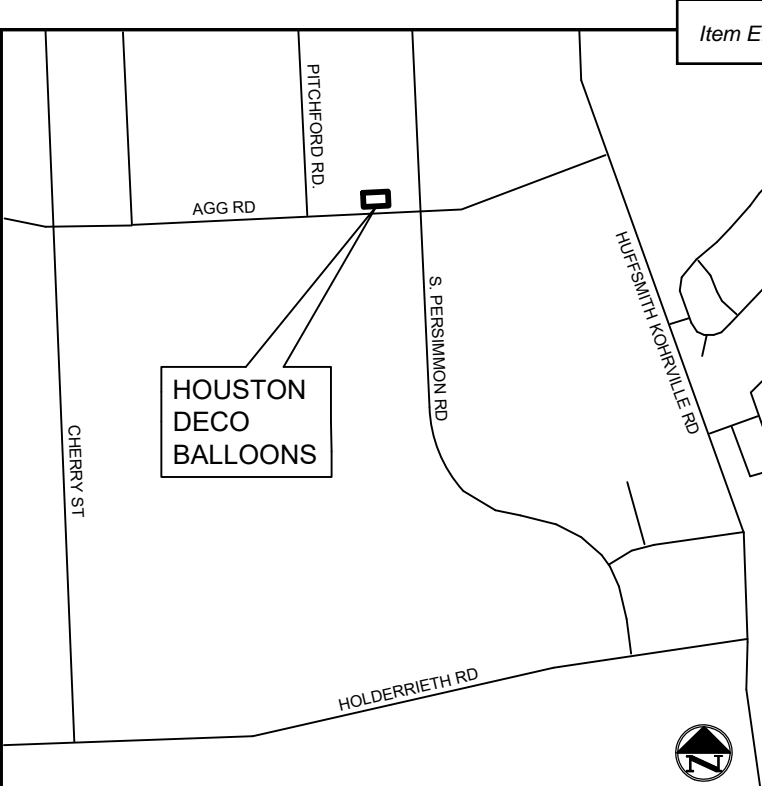 Item E
PITCHFORD RD.
AGG RD
HUFFSMITH KOHRVILLE RD
S. PERSIMMON RD
HOUSTON
DECO
BALLOONS
CHERRY ST
HOLDERRIETH RD
N